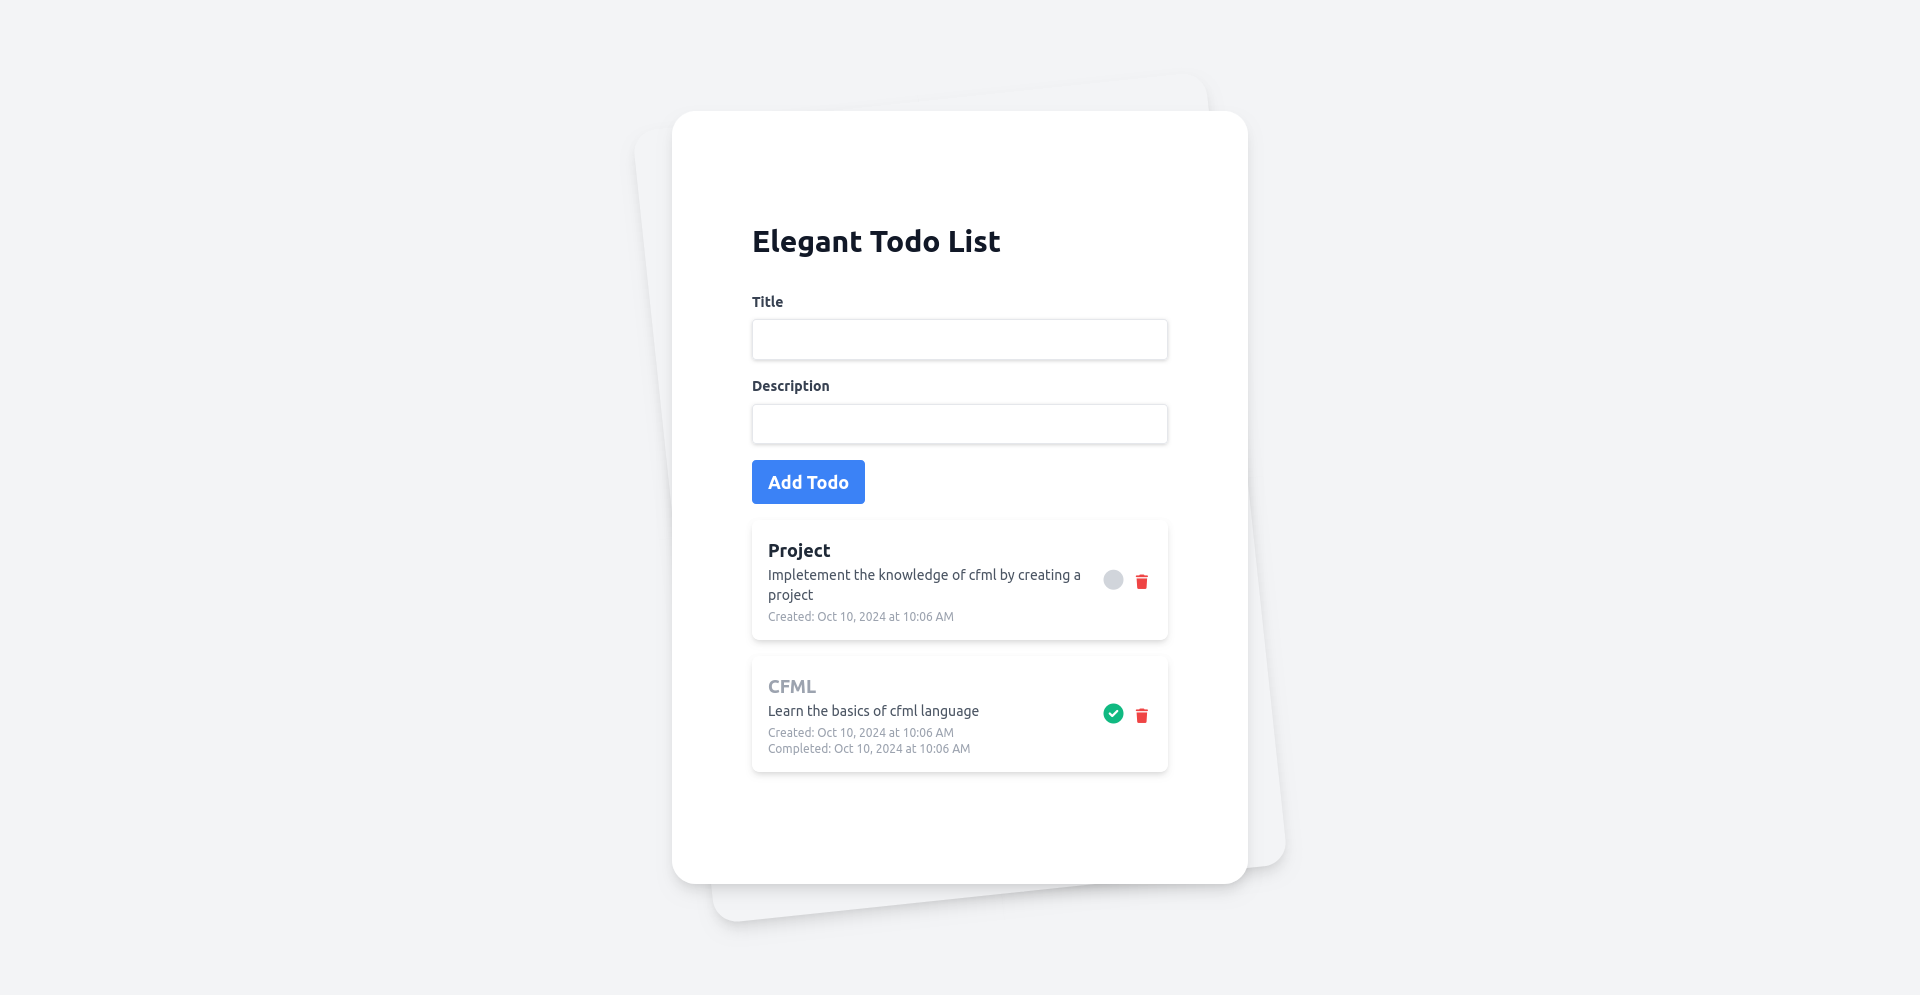 Elegant Todo List
Title
Description
Add Todo
Project
Impletement the knowledge of cfml by creating a
project
Created: Oct 10, 2024 at 10:06 AM
CFML
Learn the basics of cfml language
Created: Oct 10, 2024 at 10:06 AM
Completed: Oct 10, 2024 at 10:06 AM